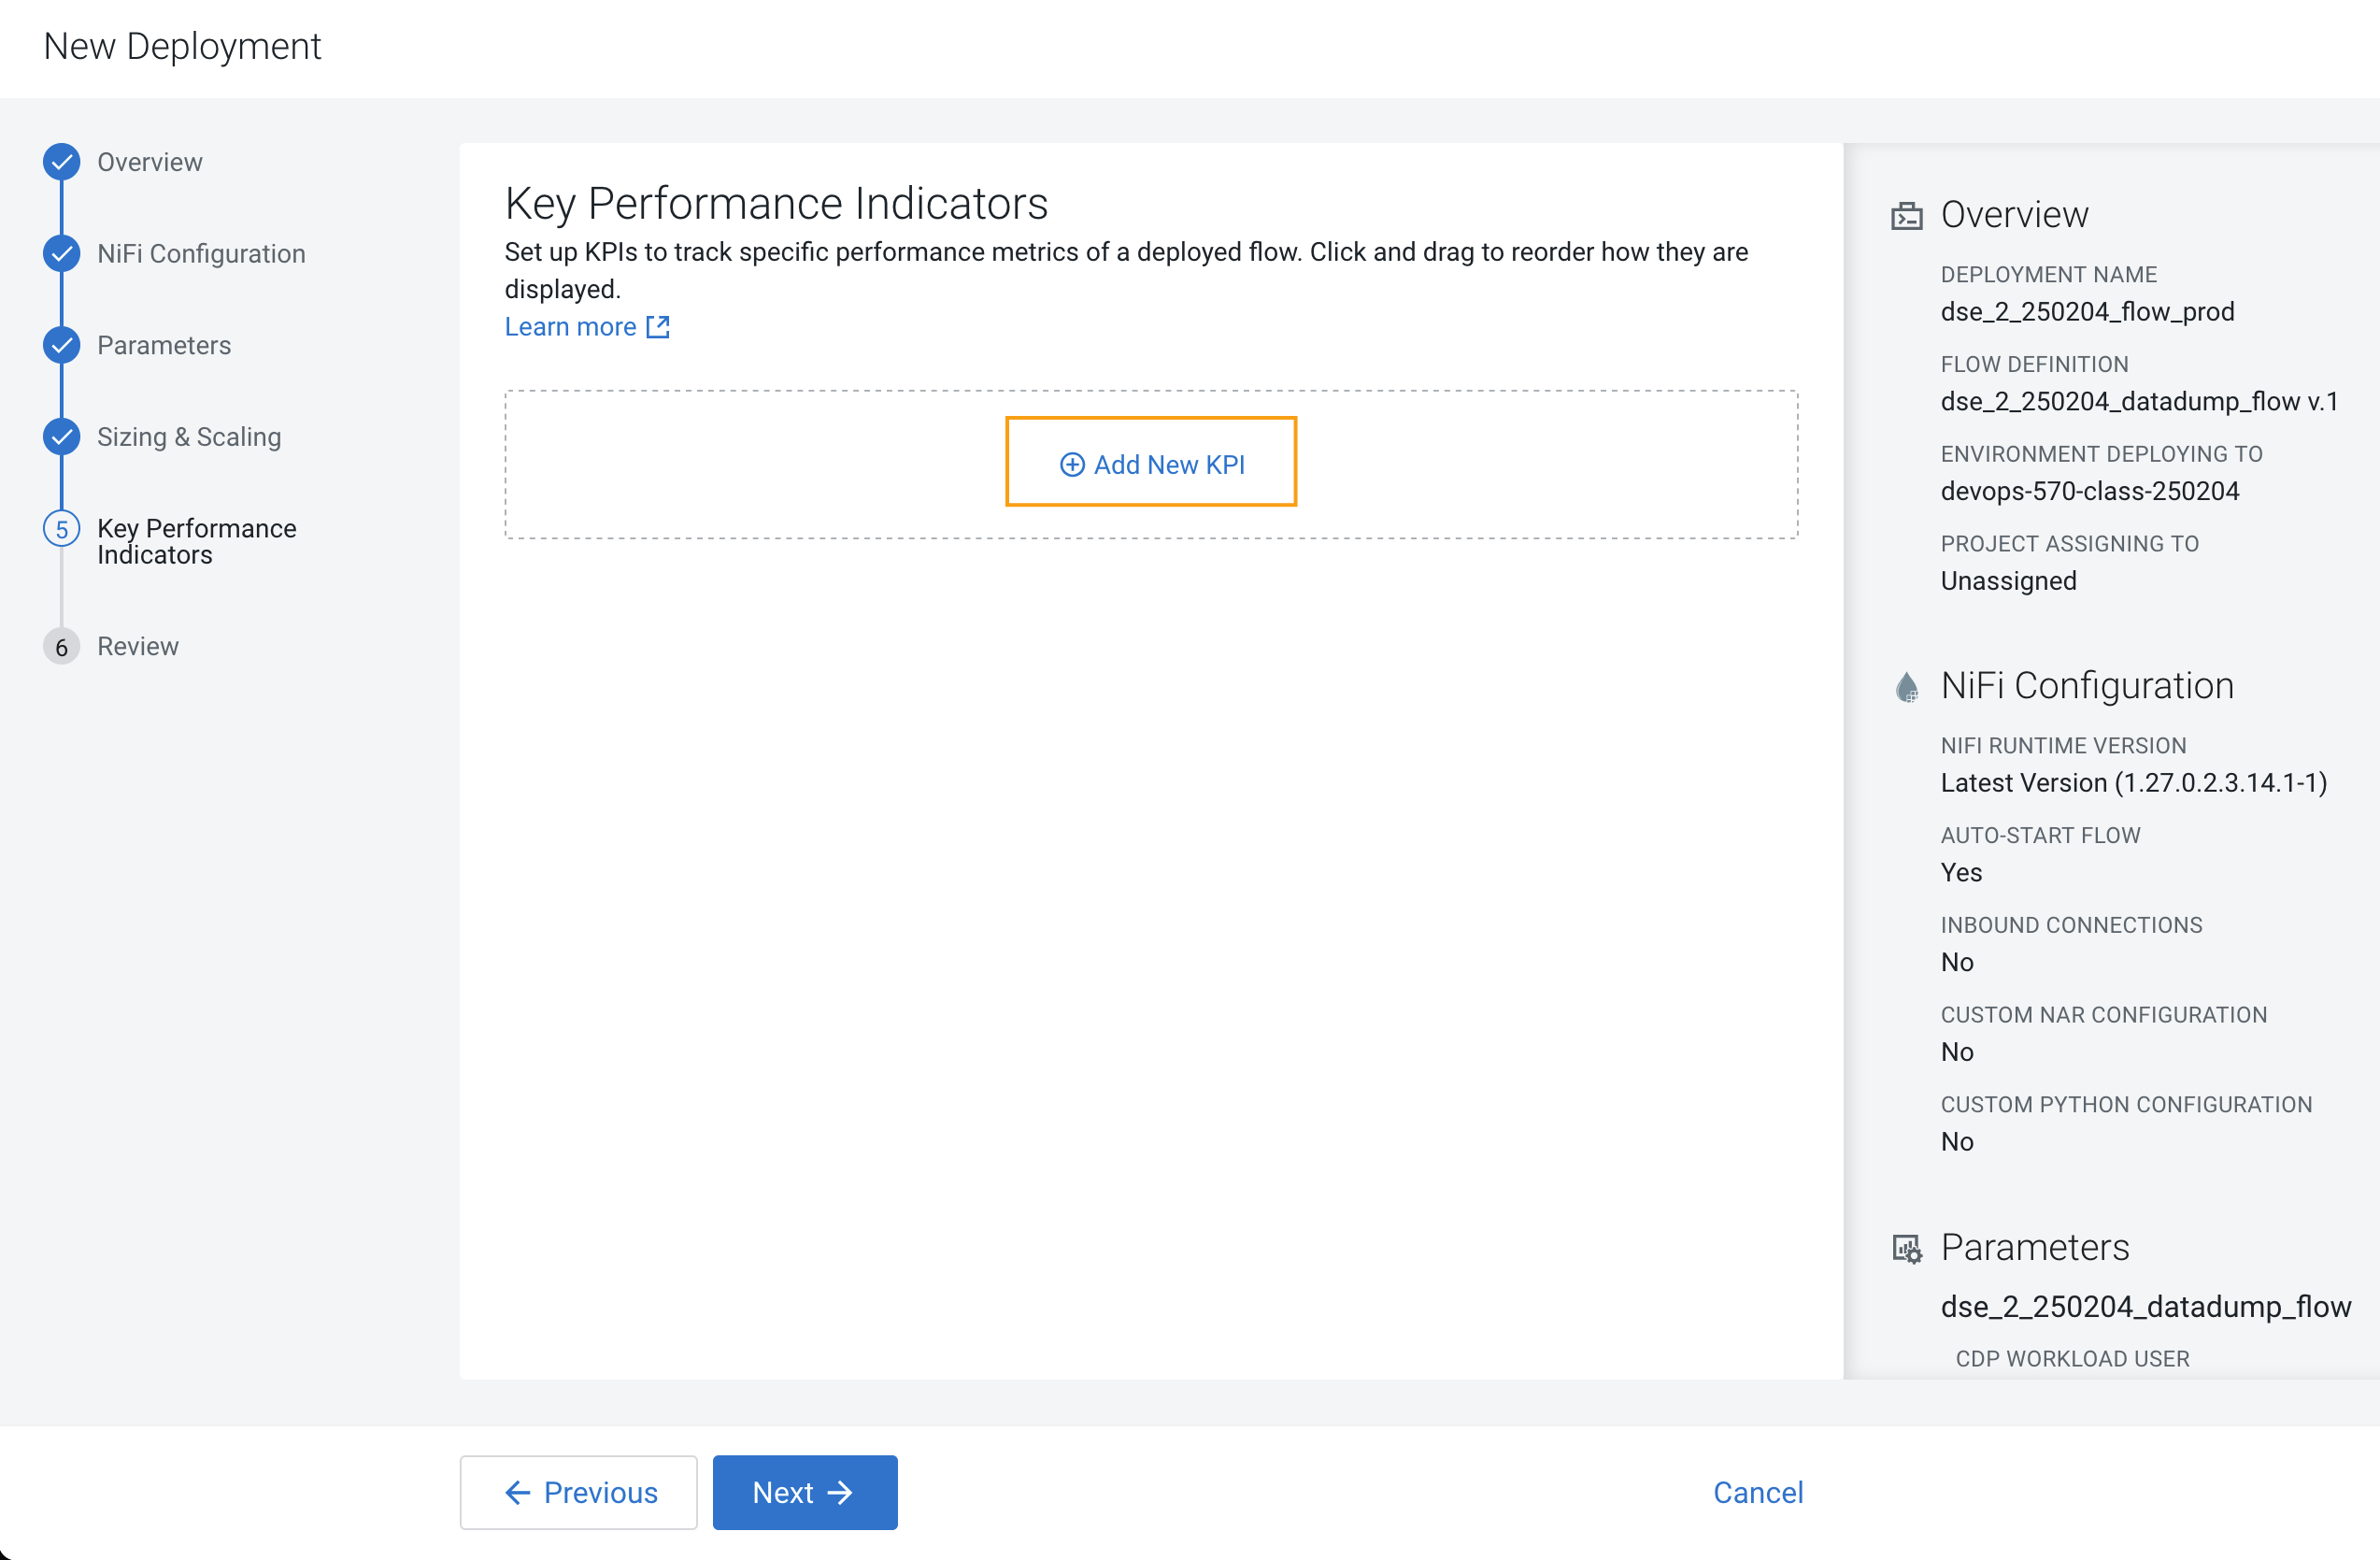 New Deployment
Overview
NiFi Configuration
Parameters
Sizing & Scaling
5
Key Performance
Indicators
6
Review
Key Performance Indicators
Set up KPIs to track specific performance metrics of a deployed flow. Click and drag to reorder how they are
displayed.
Learn more
Add New KPI
Overview
DEPLOYMENT NAME
dse_2_250204_flow_prod
FLOW DEFINITION
dse_2_250204_datadump_flow v.1
ENVIRONMENT DEPLOYING TO
devops-570-class-250204
PROJECT ASSIGNING TO
Unassigned
NiFi Configuration
NIFI RUNTIME VERSION
Latest Version (1.27.0.2.3.14.1-1)
AUTO-START FLOW
Yes
INBOUND CONNECTIONS
No
CUSTOM NAR CONFIGURATION
No
CUSTOM PYTHON CONFIGURATION
No
Parameters
dse_2_250204_datadump_flow
CDP WORKLOAD USER
Previous
Next
Cancel